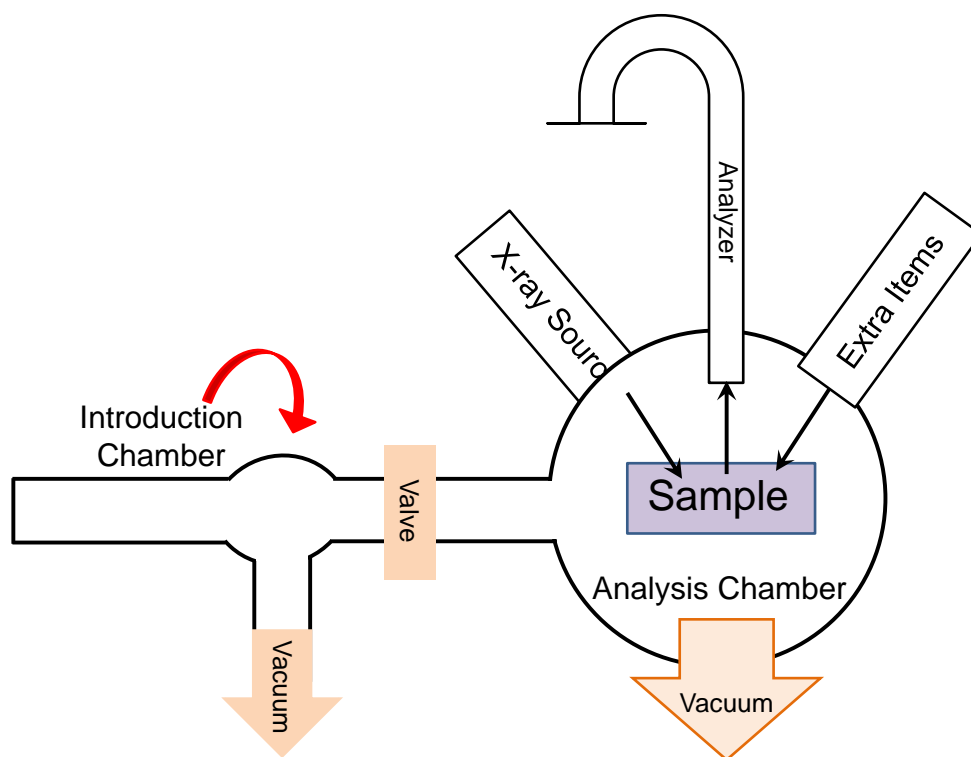 Analyzer
X-ray Sourc
Extra Items
Introduction
Chamber
Valve
Sample
Analysis Chamber
Vacuum
Vacuum